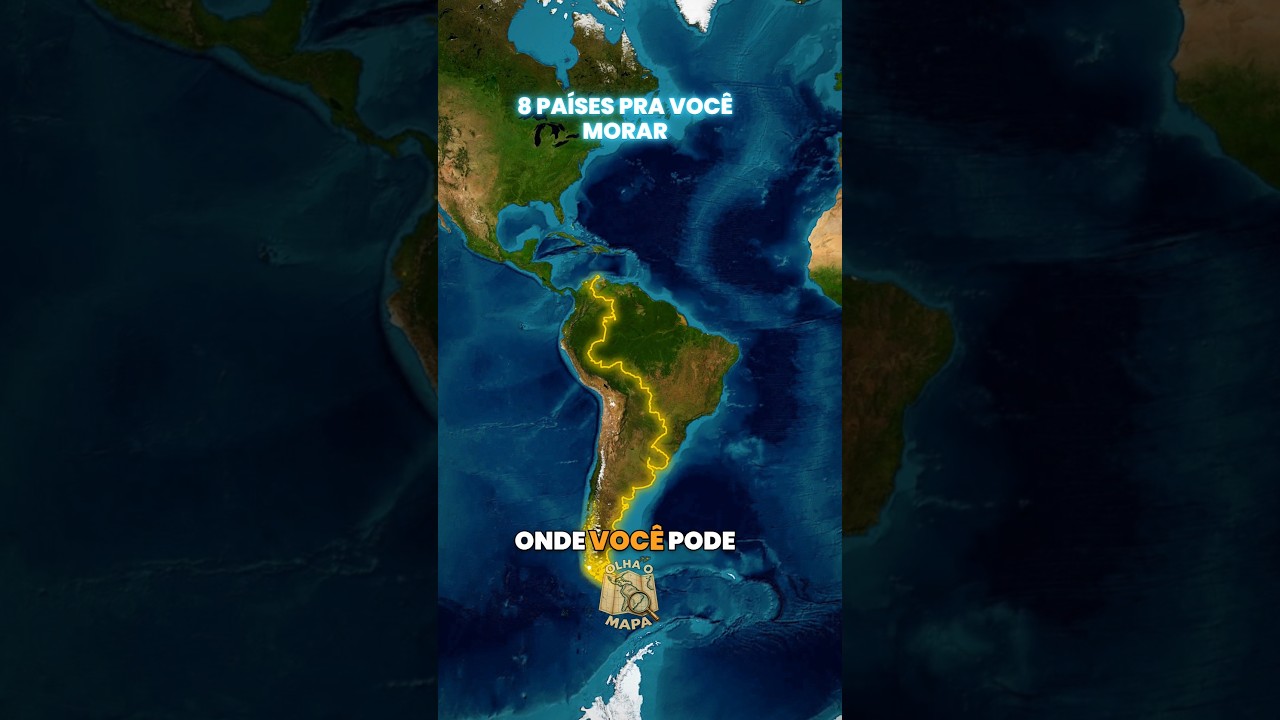 8 PAÍSES PRA VOCÊ
MORAR
ONDE VOCÊ PODE
OLHA O
MAPA